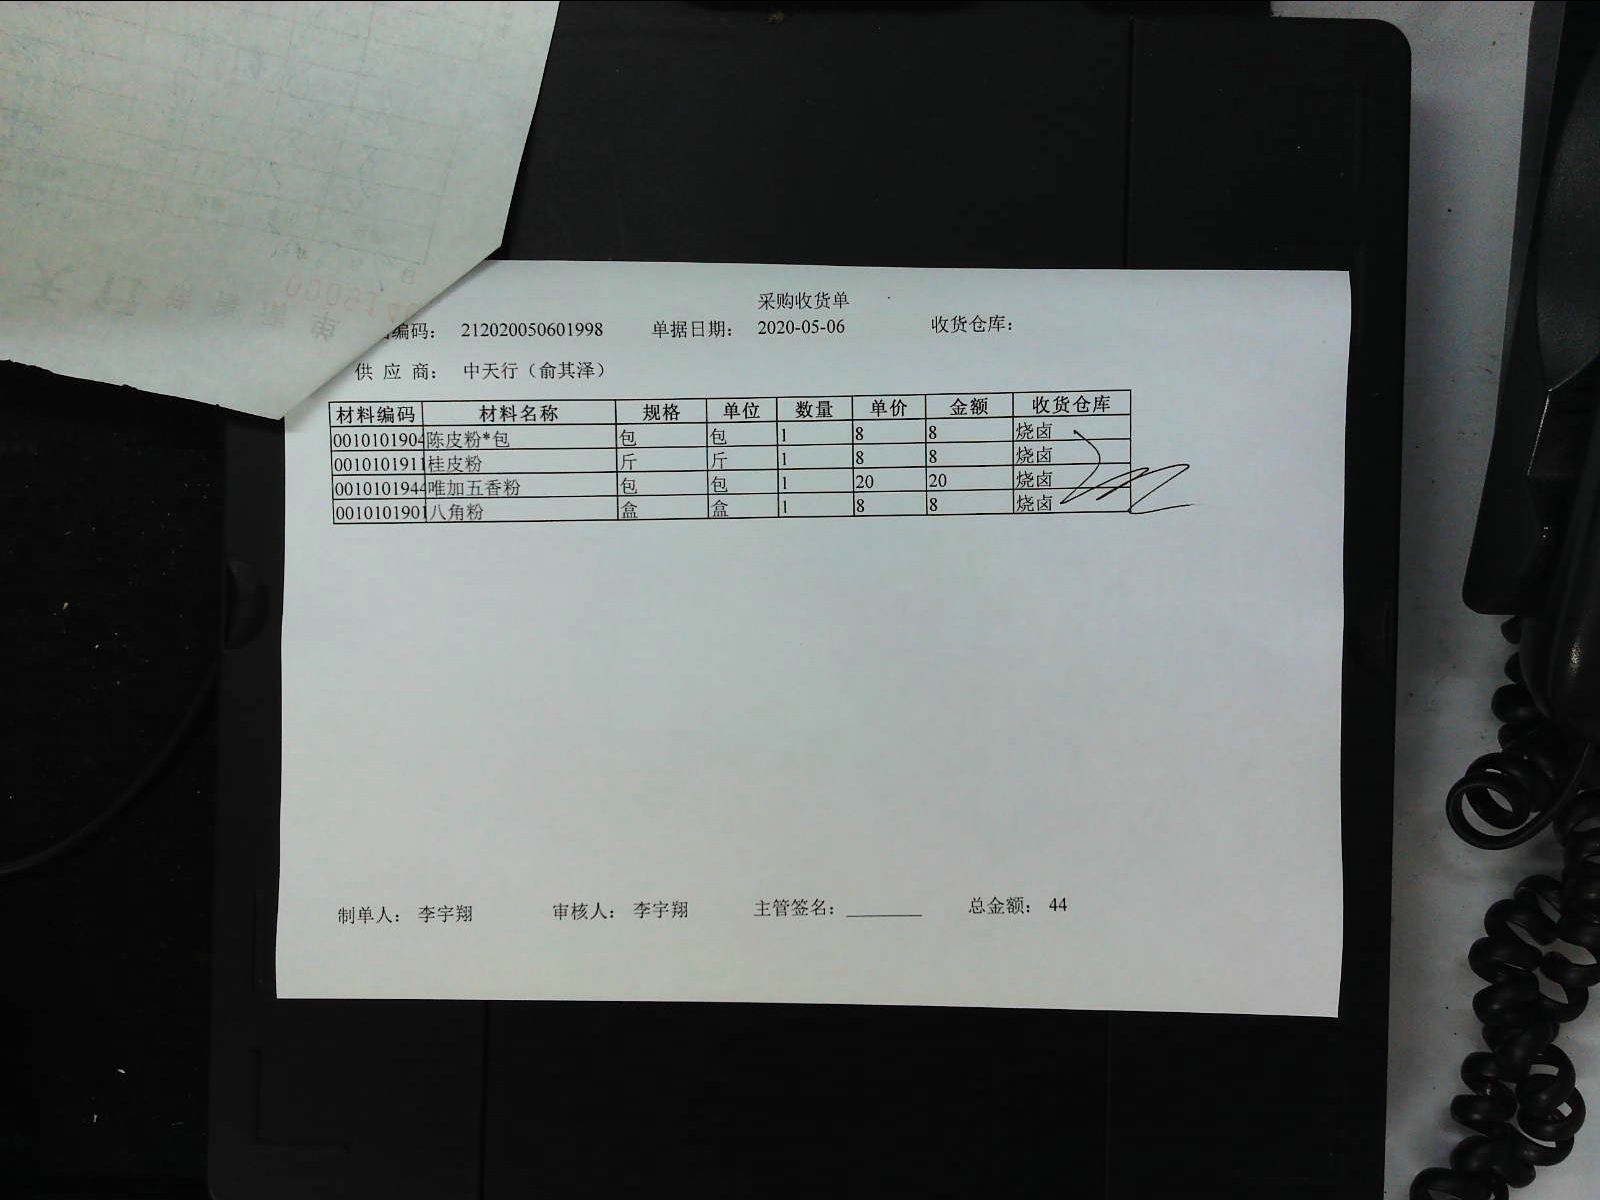 采购收货单
编码： 212020050601998 单据日期： 2020-05-06 收货仓库：
供 应 商： 中天行（俞其泽）
材料编码 材料名称 规格 单位 数量 单价 金额 收货仓库
0010101904 陈皮粉*包 包 包 1 8 8 烧卤
0010101911 桂皮粉 斤 斤 1 8 8 烧卤
0010101944 唯加五香粉 包 包 1 20 20 烧卤
0010101901 八角粉 盒 盒 1 8 8 烧卤
制单人： 李宇翔 审核人： 李宇翔 主管签名：________ 总金额： 44